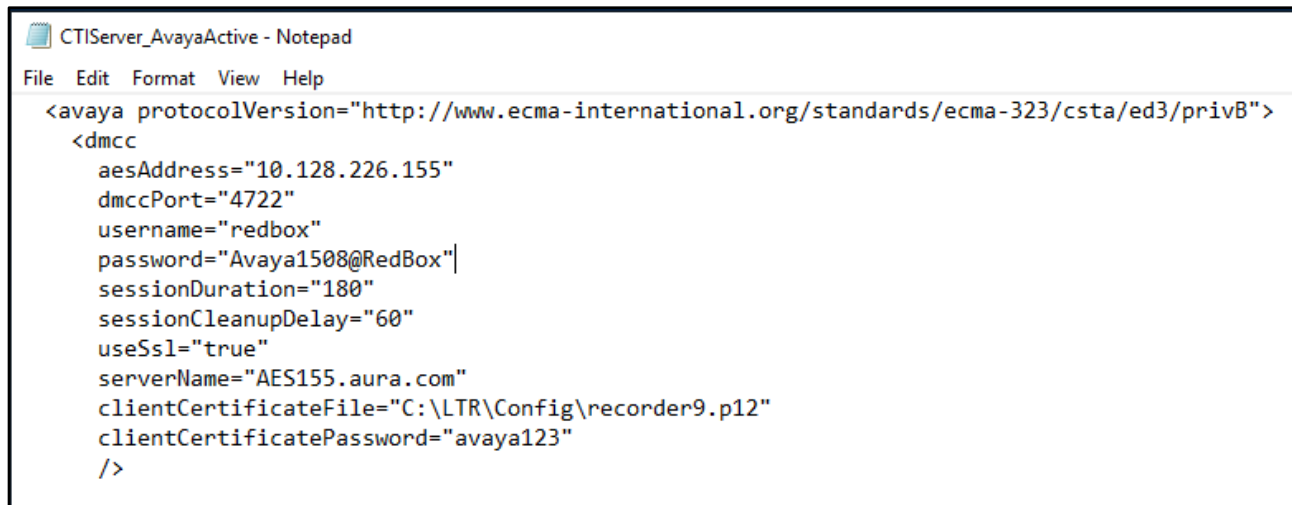 CTIServer_AvayaActive - Notepad
File Edit Format View Help
<avaya protocolVersion="http://www.ecma-international.org/standards/ecma-323/csta/ed3/privB">
<dmcc
aesAddress="10.128.226.155"
dmccPort="4722"
username="redbox"
password="Avaya1508@RedBox"
sessionDuration="180"
sessionCleanupDelay="60"
useSsl="true"
serverName="AES155.aura.com"
clientCertificateFile="C:\LTR\Config\recorder9.p12"
clientCertificatePassword="avaya123"
/>